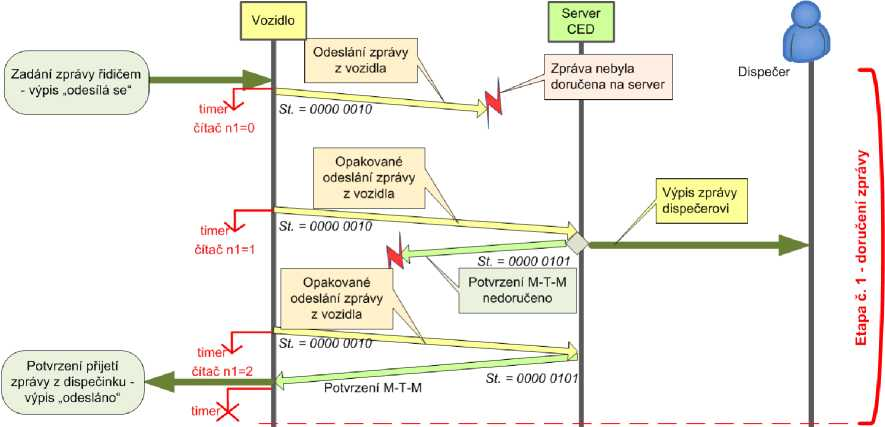 Vozidlo
Server
CED
Dispečer
Zadání zprávy řidičem
- výpis „odesílá se“
Odeslání zprávy
z vozidla
Zpráva nebyla
doručena na server
timer
čítač n1=0
St. = 0000 0010
Opakované
odeslání zprávy
z vozidla
Výpis zprávy
dispečerovi
timer
čítač n1=1
St. = 0000 0010
St. = 0000 0101
Potvrzení M-T-M
nedoručeno
Opakované
odeslání zprávy
z vozidla
timer
čítač n1=2
St. = 0000 0010
St. = 0000 0101
Potvrzení M-T-M
Potvrzení přijetí
zprávy z dispečinku -
výpis „odesláno“
timer
Etapa č. 1 - doručení zprávy